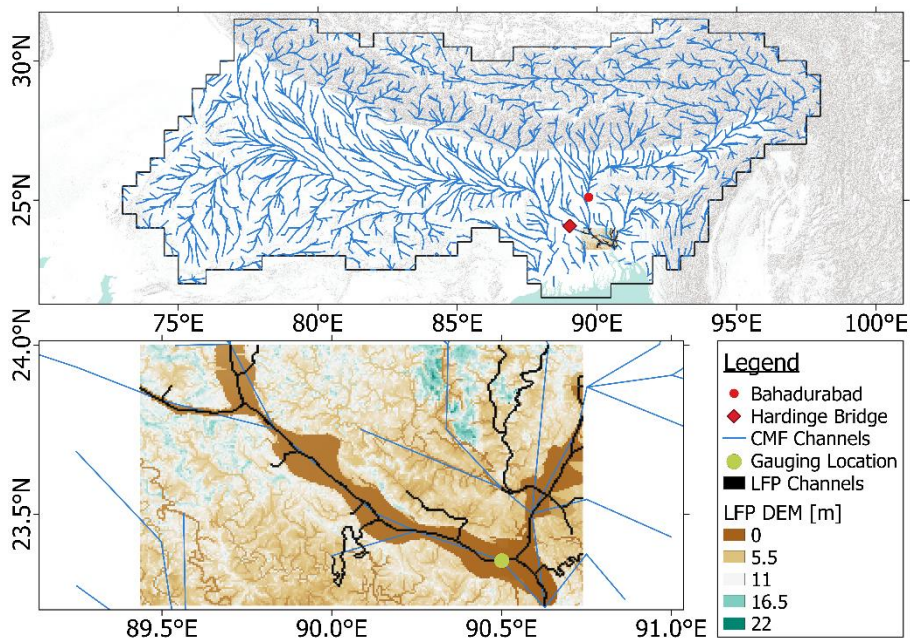 30°N
25°N
75°E 80°E 85°E 90°E 95°E 100°E
24.0°N
23.5°N
89.5°E 90.0°E 90.5°E 91.0°E
Legend
Bahadurabad
Hardinge Bridge
CMF Channels
Gauging Location
LFP Channels
LFP DEM [m]
0
5.5
11
16.5
22